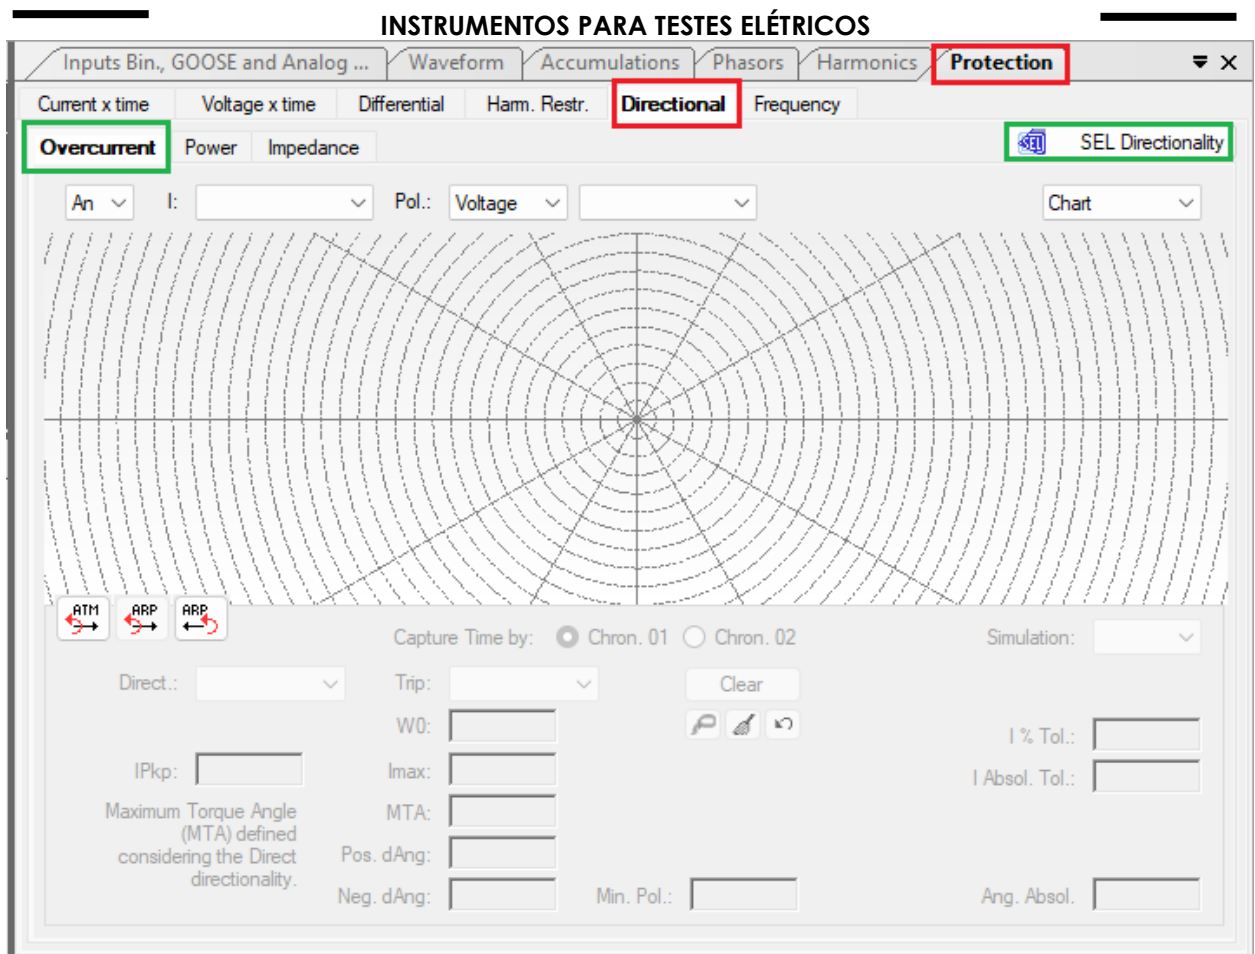 INSTRUMENTOS PARA TESTES ELÉTRICOS
Inputs Bin., GOOSE and Analog ... Waveform Accumulations Phasors Harmonics Protection
Current x time Voltage x time Differential Harm. Restr. Directional Frequency
Overcurrent Power Impedance SEL SEL Directionality
An I: Pol.: Voltage Chart
ATM ARP ARP
Capture Time by: Chron. 01 Chron. 02 Simulation:
Direct.: Trip: Clear
W0:
I % Tol.:
IPkp: Imax: I Absol. Tol.:
Maximum Torque Angle
(MTA) defined
considering the Direct
directionality.
MTA:
Pos. dAng:
Neg. dAng: Min. Pol.: Ang. Absol.